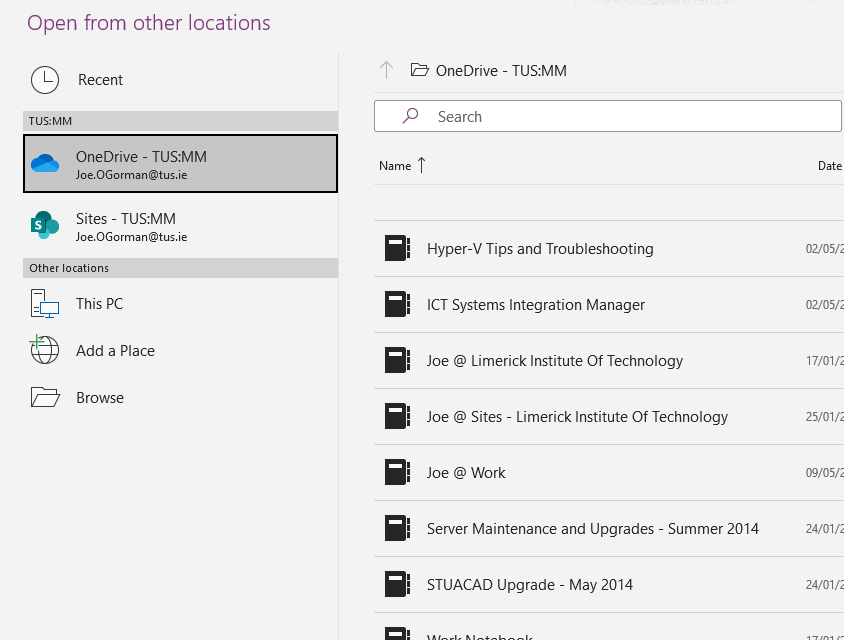 Open from other locations
Recent
TUS:MM
OneDrive - TUS:MM
Joe.OGorman@tus.ie
Sites - TUS:MM
Joe.OGorman@tus.ie
Other locations
This PC
Add a Place
Browse
OneDrive - TUS:MM
Search
Name Date
Hyper-V Tips and Troubleshooting 02/05/2
ICT Systems Integration Manager 02/05/2
Joe @ Limerick Institute Of Technology 17/01/2
Joe @ Sites - Limerick Institute Of Technology 25/01/2
Joe @ Work 09/05/2
Server Maintenance and Upgrades - Summer 2014 24/01/2
STUACAD Upgrade - May 2014 24/01/2
Work Notebook 17/01/2